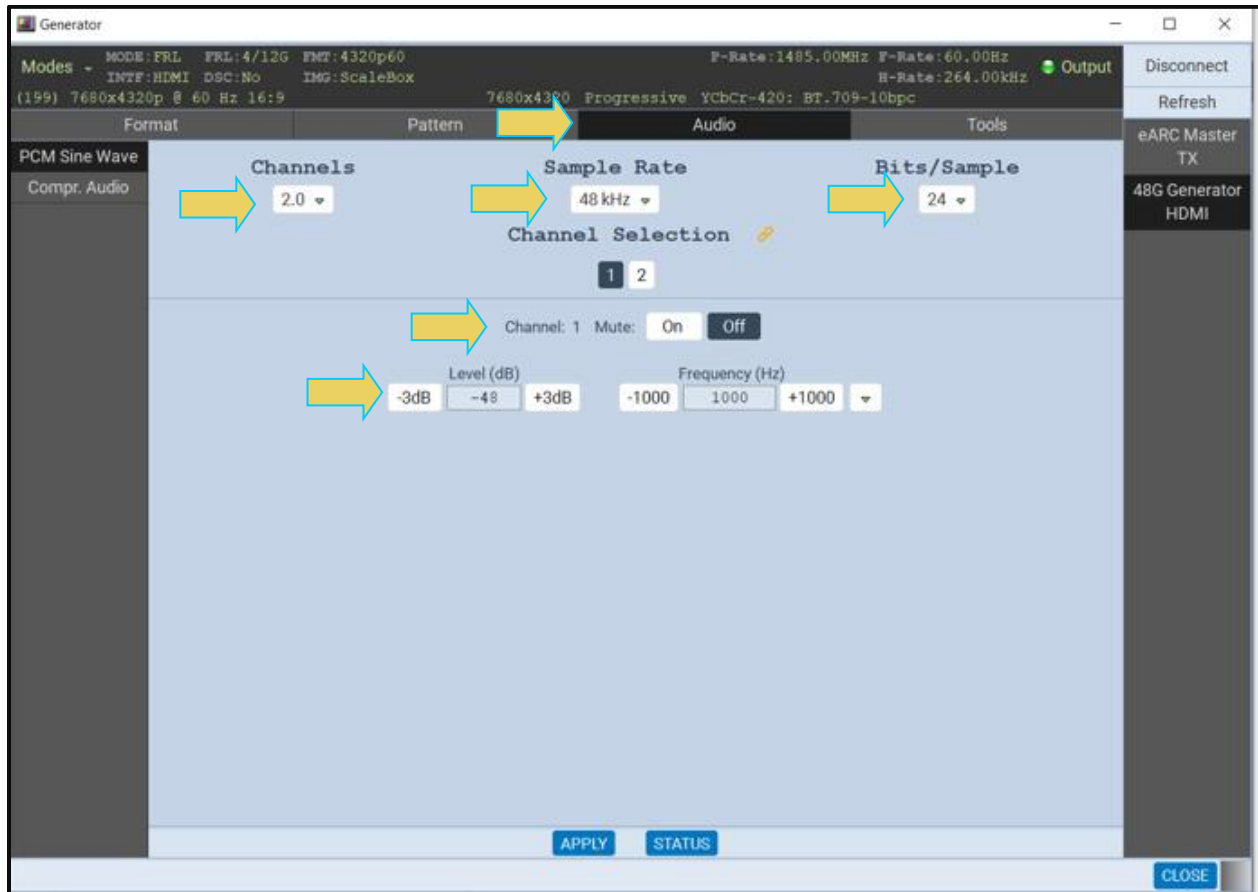 Generator
Modes MODE:FRL FRL:4/12G FMT:4320p60 P-Rate:1485.00MHz F-Rate:60.00Hz Output
INTF:HDMI DSC:No IMG:ScaleBox H-Rate:264.00kHz
(199) 7680x4320p @ 60 Hz 16:9 7680x4320 Progressive YCbCr-420: BT.709-10bpc
Disconnect
Refresh
Format Pattern Audio Tools
eARC Master
TX
48G Generator
HDMI
PCM Sine Wave
Compr. Audio
Channels Sample Rate Bits/Sample
2.0 48 kHz 24
Channel Selection
1 2
Channel: 1 Mute: On Off
Level (dB) Frequency (Hz)
-3dB -48 +3dB -1000 1000 +1000
APPLY STATUS
CLOSE